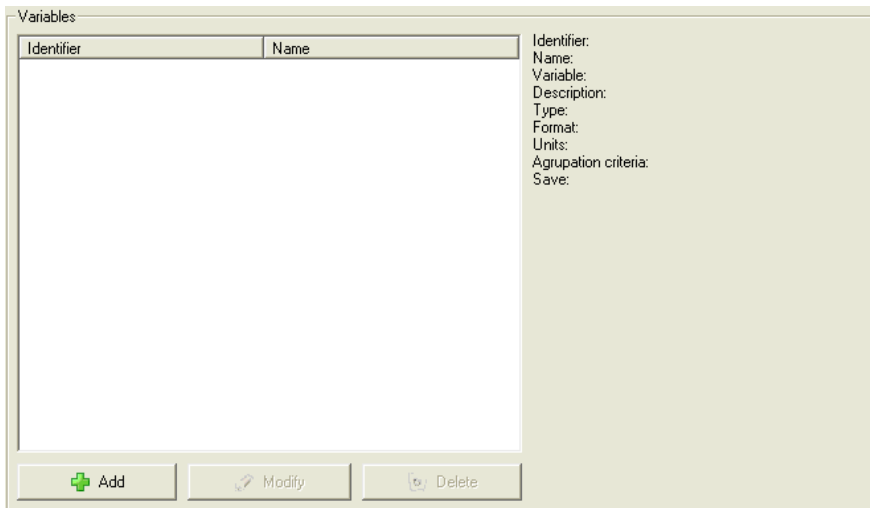 Variables
Identifier Name
Identifier:
Name:
Variable:
Description:
Type:
Format:
Units:
Agrupation criteria:
Save:
Add Modify Delete